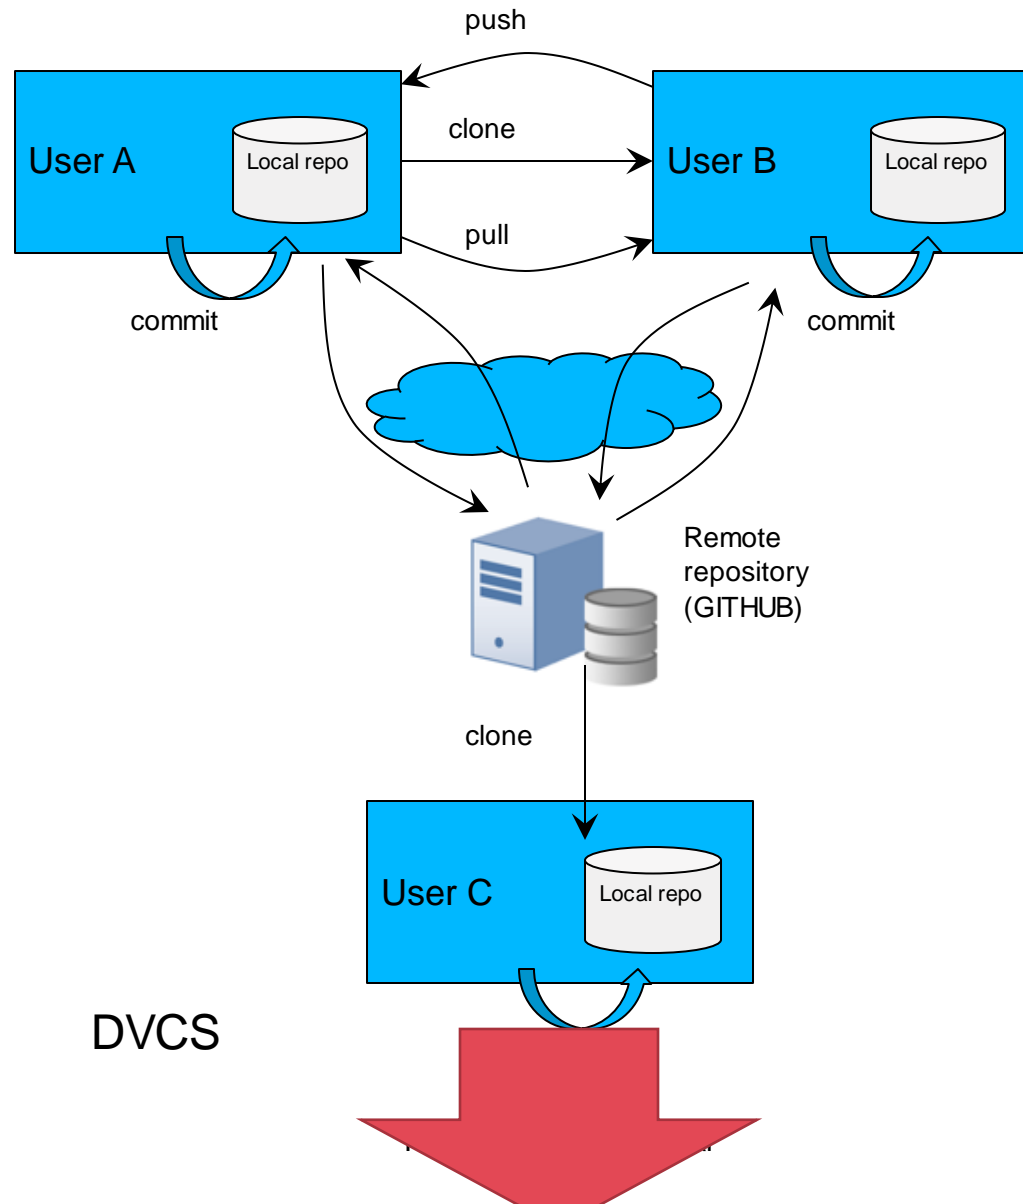 push
User A
Local repo
clone
User B
Local repo
pull
commit
commit
Remote
repository
(GITHUB)
clone
User C
Local repo
DVCS